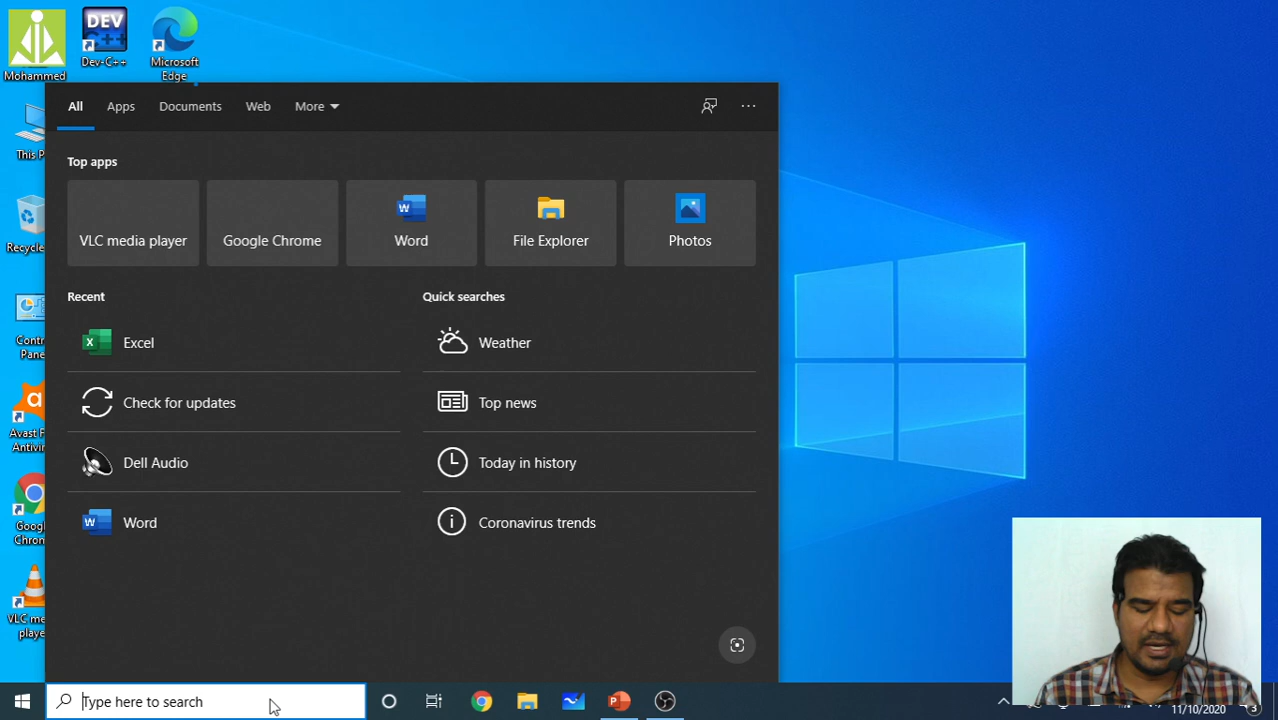 DEV
C++
Mohammed
Dev-C++
Microsoft
Edge
All
Apps
Documents
Web
More
This P
Top apps
VLC media player
Google Chrome
Word
File Explorer
Photos
Recycle
Recent
Quick searches
Contr
Pane
Excel
Weather
Check for updates
Top news
Avast F
Antivir
Dell Audio
Today in history
Googl
Chron
Word
Coronavirus trends
VLC me
playe
Type here to search
11/10/2020
3